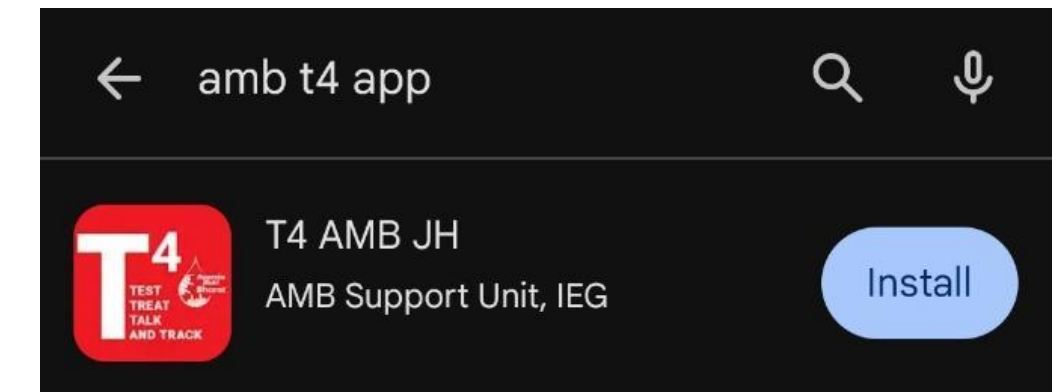 amb t4 app
T4 AMB JH
AMB Support Unit, IEG
Install
T4
TEST
TREAT
TALK
AND TRACK